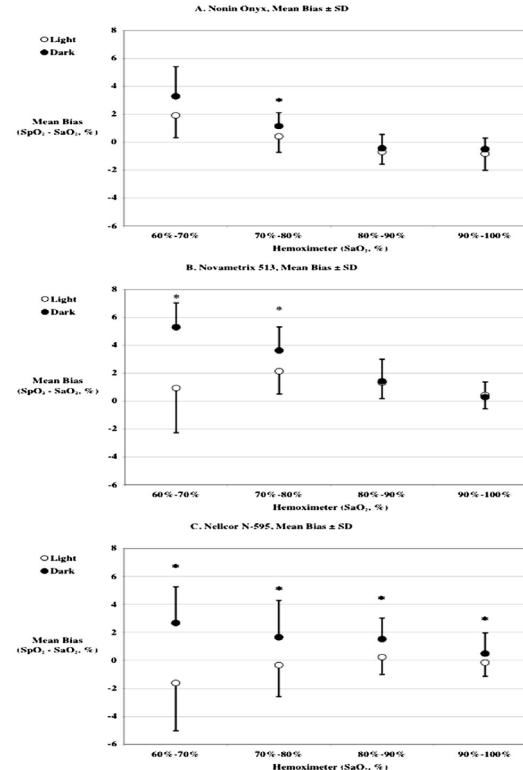 A. Nonin Onyx, Mean Bias ± SD
○Light
●Dark
Mean Bias
(SpO₂ - SaO₂, %)
8
6
*
4
2
0
-2
-4
-6
60%-70% 70%-80% 80%-90% 90%-100%
Hemoximeter (SaO₂, %)
B. Novametrix 513, Mean Bias ± SD
○Light
●Dark
Mean Bias
(SpO₂ - SaO₂, %)
8
* *
6
4
2
0
-2
-4
-6
60%-70% 70%-80% 80%-90% 90%-100%
Hemoximeter (SaO₂, %)
C. Nellcor N-595, Mean Bias ± SD
○Light
●Dark
Mean Bias
(SpO₂ - SaO₂, %)
8
* * * *
6
4
2
0
-2
-4
-6
60%-70% 70%-80% 80%-90% 90%-100%
Hemoximeter (SaO₂, %)